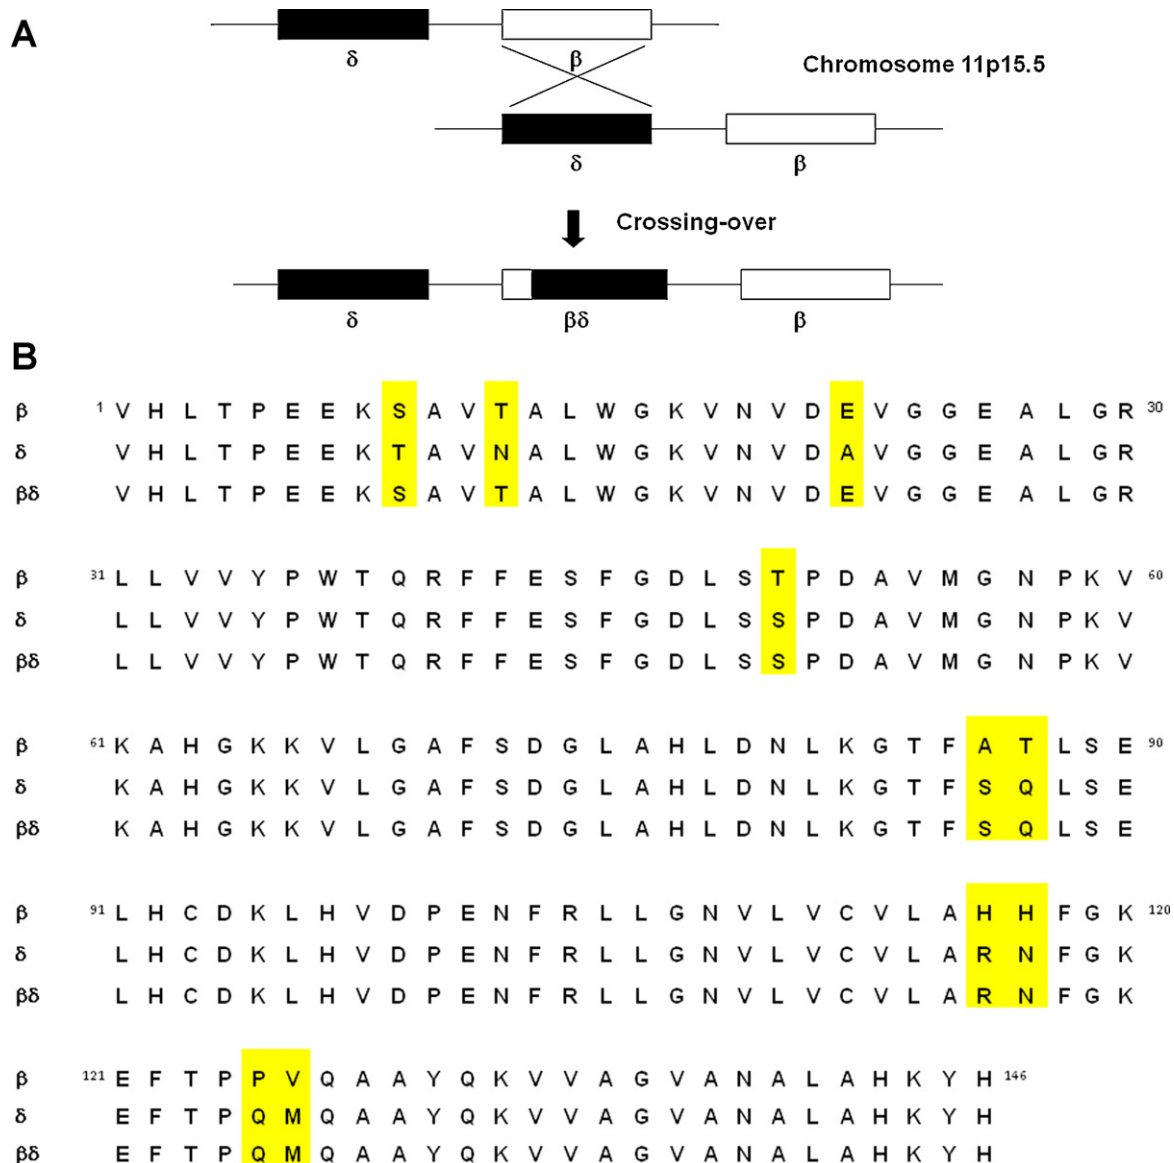 A
δ
β
Chromosome 11p15.5
δ
β
Crossing-over
δ
βδ
β
B
β 1 V H L T P E E K S A V T A L W G K V N V D E V G G E A L G R 30
δ V H L T P E E K T A V N A L W G K V N V D A V G G E A L G R
βδ V H L T P E E K S A V T A L W G K V N V D E V G G E A L G R
β 31 L L V V Y P W T Q R F F E S F G D L S T P D A V M G N P K V 60
δ L L V V Y P W T Q R F F E S F G D L S S P D A V M G N P K V
βδ L L V V Y P W T Q R F F E S F G D L S S P D A V M G N P K V
β 61 K A H G K K V L G A F S D G L A H L D N L K G T F A T L S E 90
δ K A H G K K V L G A F S D G L A H L D N L K G T F S Q L S E
βδ K A H G K K V L G A F S D G L A H L D N L K G T F S Q L S E
β 91 L H C D K L H V D P E N F R L L G N V L V C V L A H H F G K 120
δ L H C D K L H V D P E N F R L L G N V L V C V L A R N F G K
βδ L H C D K L H V D P E N F R L L G N V L V C V L A R N F G K
β 121 E F T P P V Q A A Y Q K V V A G V A N A L A H K Y H 146
δ E F T P Q M Q A A Y Q K V V A G V A N A L A H K Y H
βδ E F T P Q M Q A A Y Q K V V A G V A N A L A H K Y H